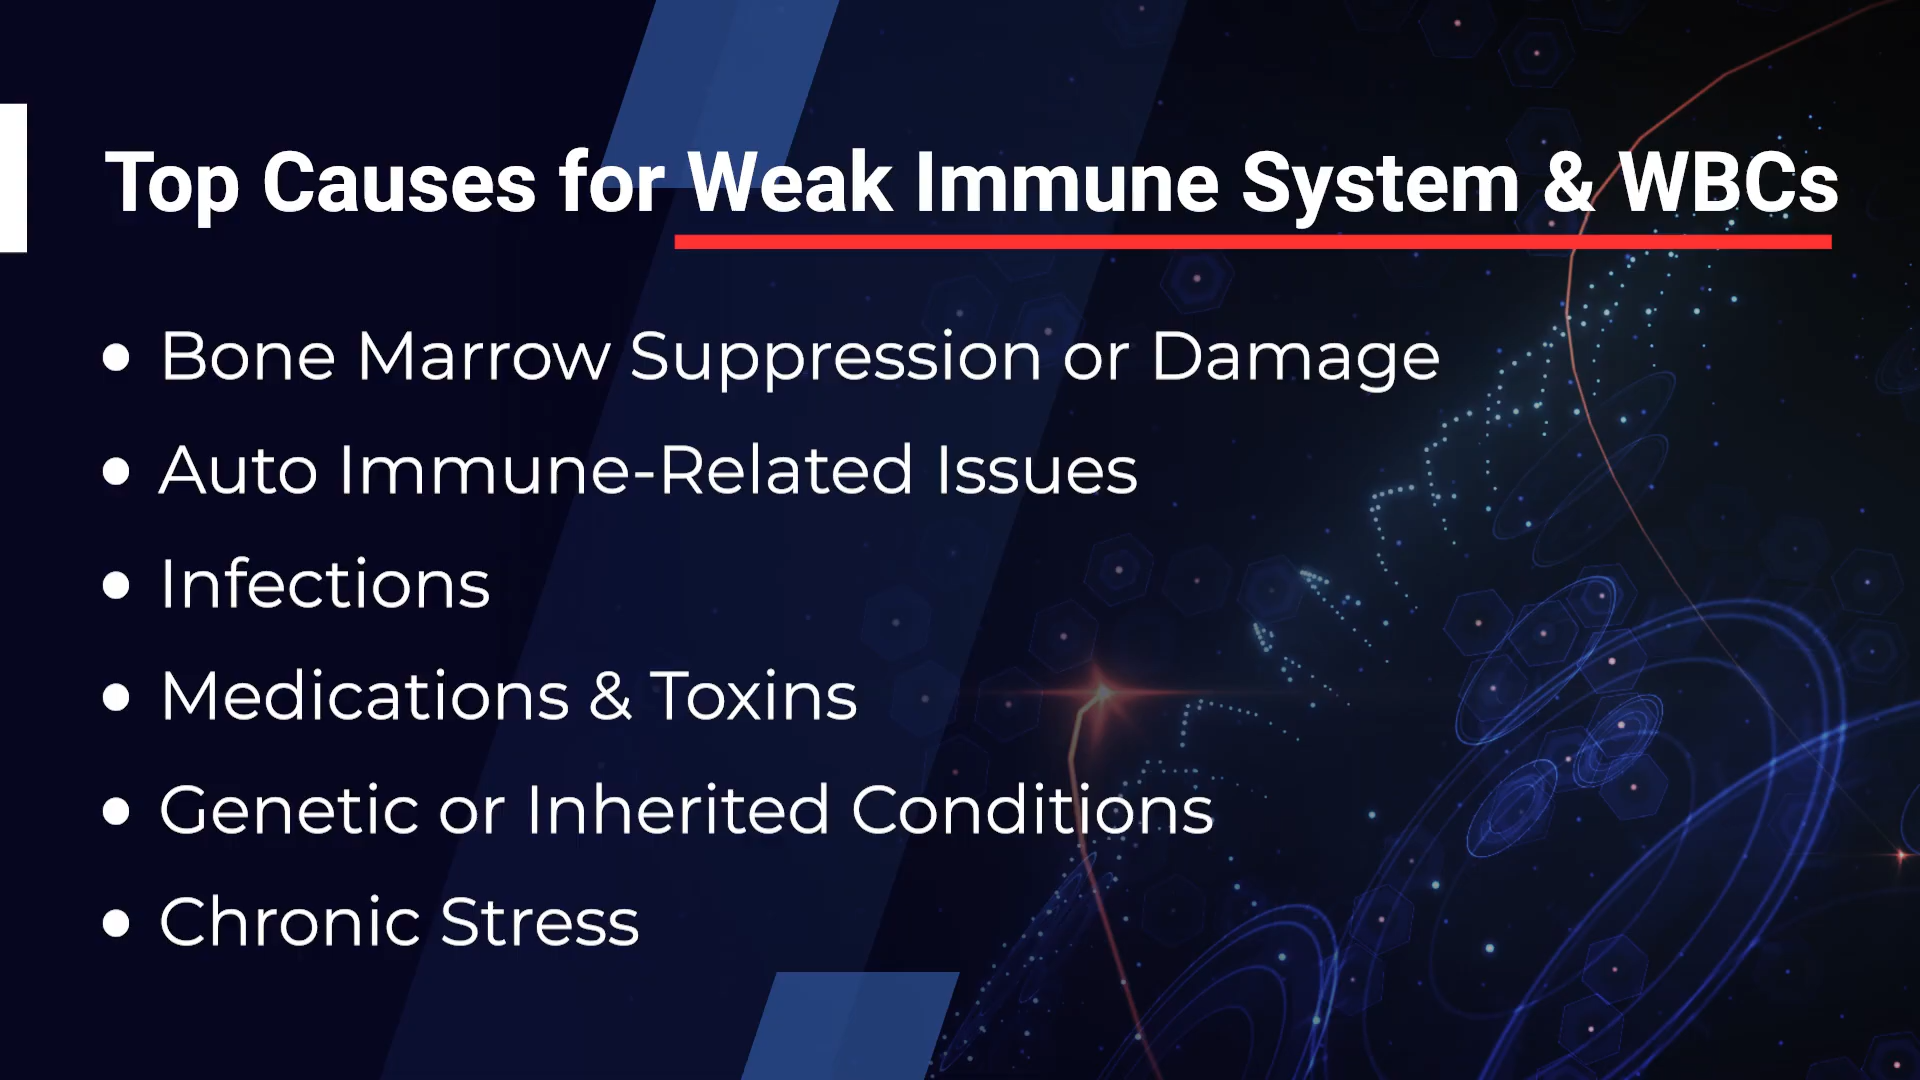 Top Causes for Weak Immune System & WBCs
• Bone Marrow Suppression or Damage
• Auto Immune-Related Issues
• Infections
• Medications & Toxins
• Genetic or Inherited Conditions
• Chronic Stress